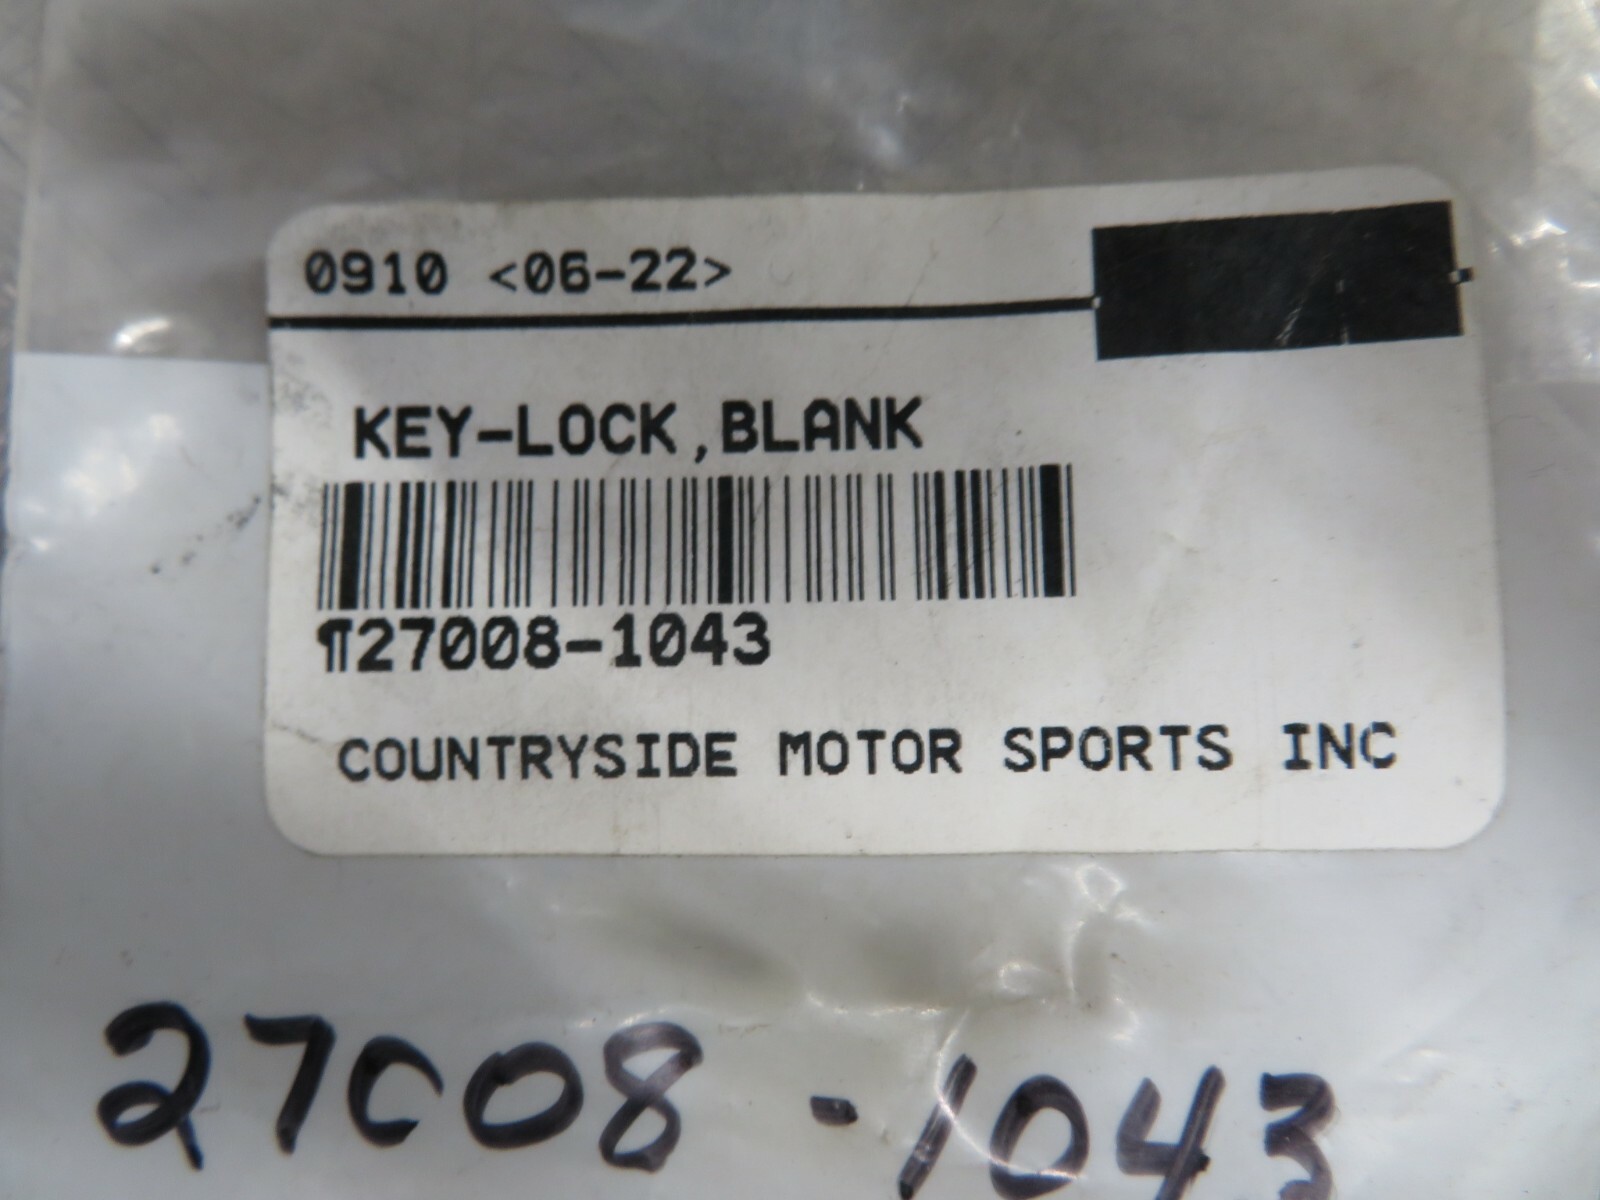 0910 <06-22>
KEY-LOCK,BLANK
¶27008-1043
COUNTRYSIDE MOTOR SPORTS INC
27008-1043